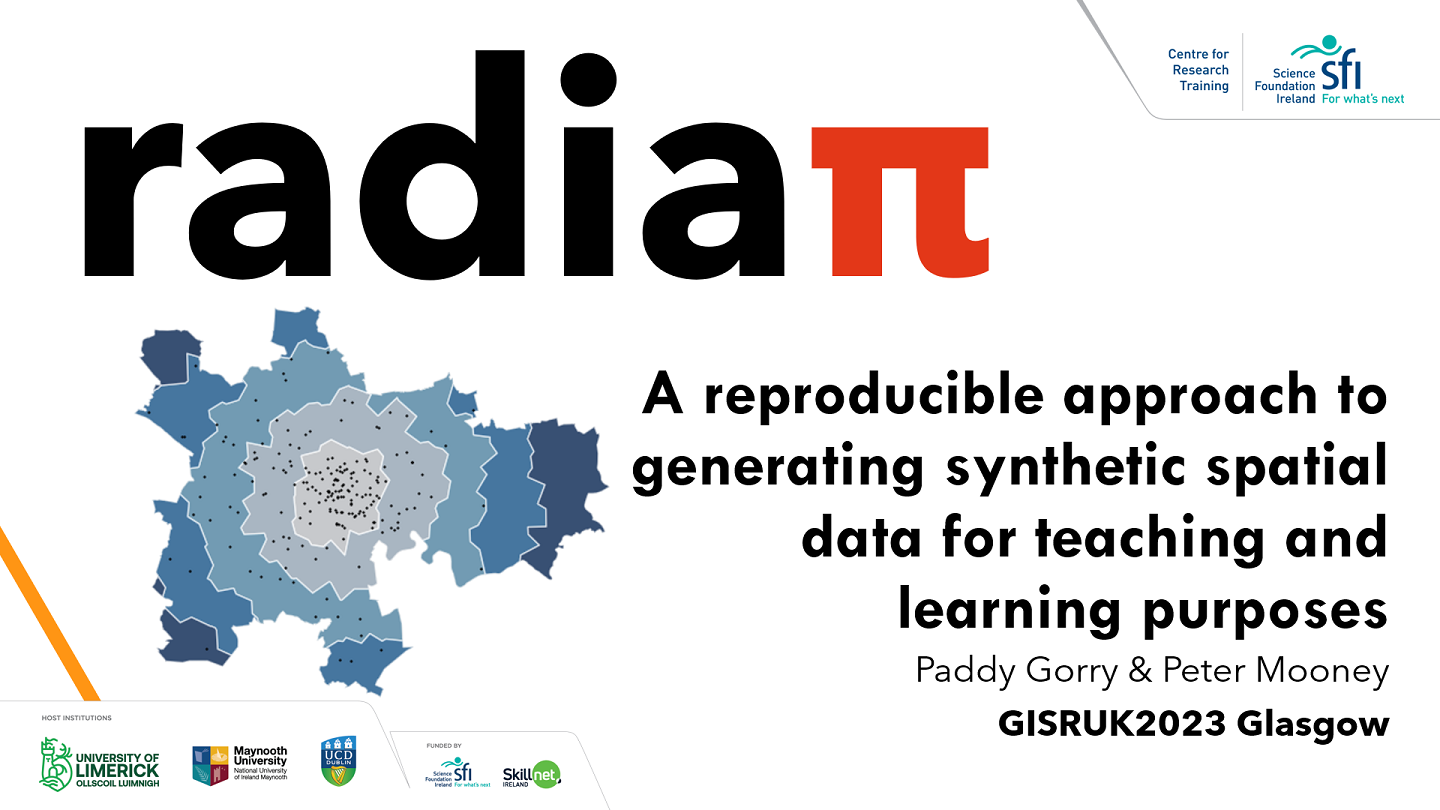 radiaπ
Centre for
Research
Training
Science
Foundation
Ireland
sfi
For what's next
A reproducible approach to
generating synthetic spatial
data for teaching and
learning purposes
Paddy Gorry & Peter Mooney
GISRUK2023 Glasgow
HOST INSTITUTIONS
UNIVERSITY OF
LIMERICK
OLLSCOIL LUIMNIGH
Maynooth
University
National University
of Ireland Maynooth
UCD
DUBLIN
FUNDED BY
Science
Foundation
Ireland
sfi
For what's next
Skillnet
IRELAND